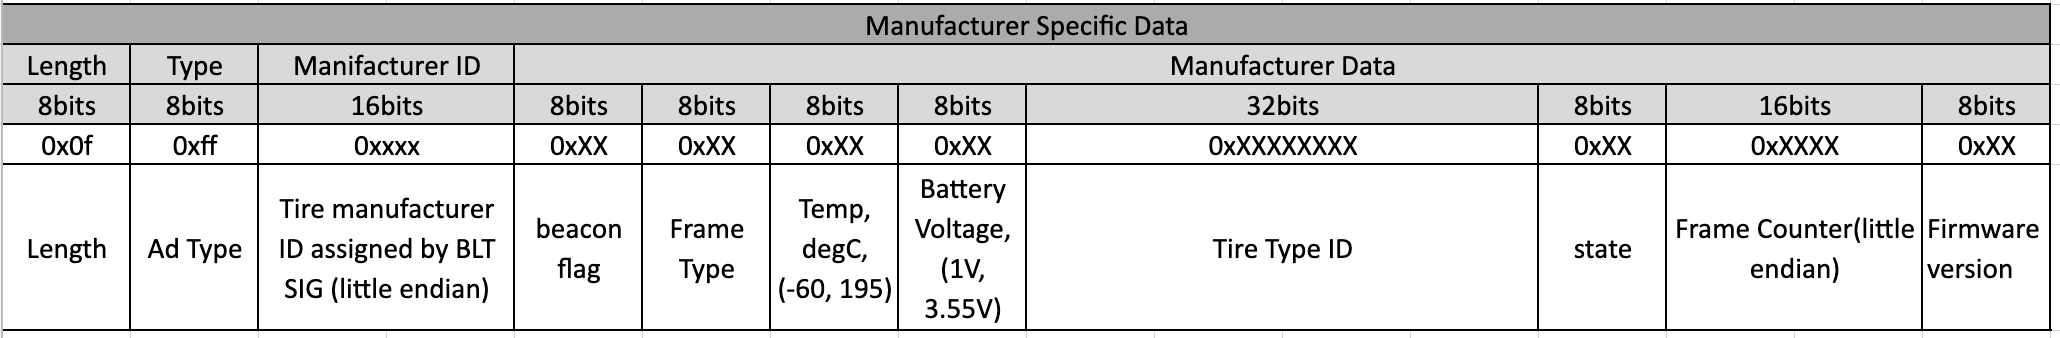 Manufacturer Specific Data
Length Type Manifacturer ID Manufacturer Data
8bits 8bits 16bits 8bits 8bits 8bits 8bits 32bits 8bits 16bits 8bits
0x0f 0xff 0xxx 0xXX 0xXX 0xXX 0xXX 0xXXXXXXXX 0xXX 0xXXXX 0xXX
Length
Ad Type
Tire manufacturer
ID assigned by BLT
SIG (little endian)
beacon
flag
Frame
Type
Temp,
degC,
(-60, 195)
Battery
Voltage,
(1V,
3.55V)
Tire Type ID
state
Frame Counter(little
endian)
Firmware
version